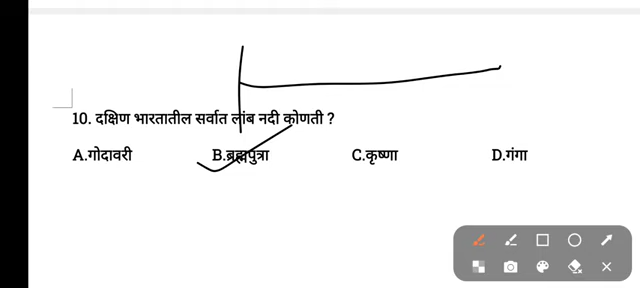 10. दक्षिण भारतातील सर्वात लांब नदी कोणती ?
A.गोदावरी B.ब्रह्मपुत्रा C.कृष्णा D.गंगा